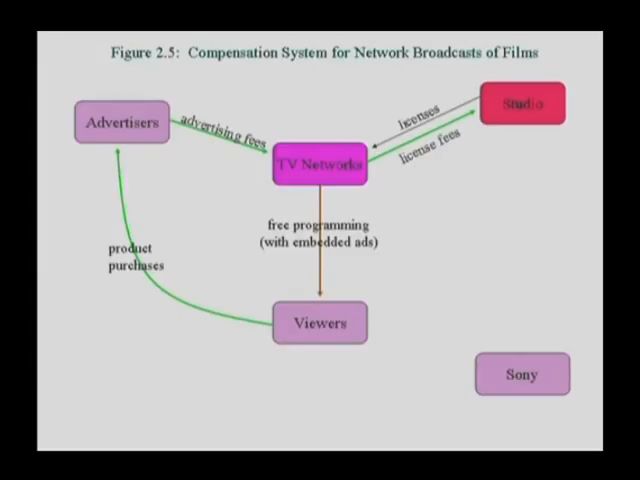 Figure 2.5: Compensation System for Network Broadcasts of Films
Advertisers
advertising fees
TV Networks
licenses
license fees
Studio
free programming
(with embedded ads)
product
purchases
Viewers
Sony